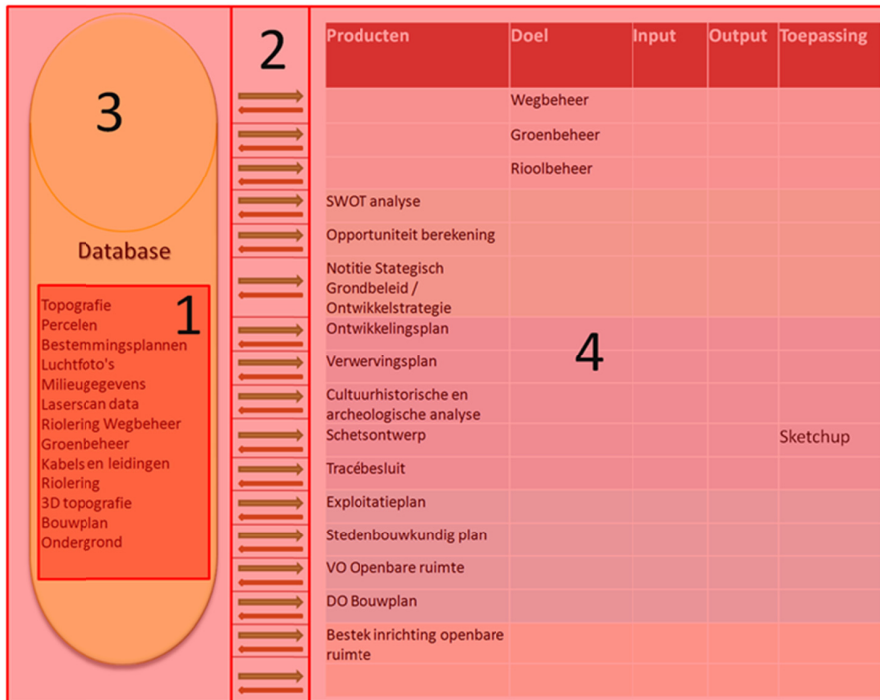 3
Database
1
Topografie
Percelen
Bestemmingsplannen
Luchtfoto's
Milieugegevens
Laserscan data
Riolering Wegbeheer
Groenbeheer
Kabels en leidingen
Riolering
3D topografie
Bouwplan
Ondergrond
2
Producten Doel Input Output Toepassing
Wegbeheer
Groenbeheer
Rioolbeheer
SWOT analyse
Opportuniteit berekening
Notitie Stategisch
Grondbeleid /
Ontwikkelstrategie
Ontwikkelingsplan
4
Verwervingsplan
Cultuurhistorische en
archeologische analyse
Schetsontwerp Sketchup
Tracébesluit
Exploitatieplan
Stedenbouwkundig plan
VO Openbare ruimte
DO Bouwplan
Bestek inrichting openbare
ruimte